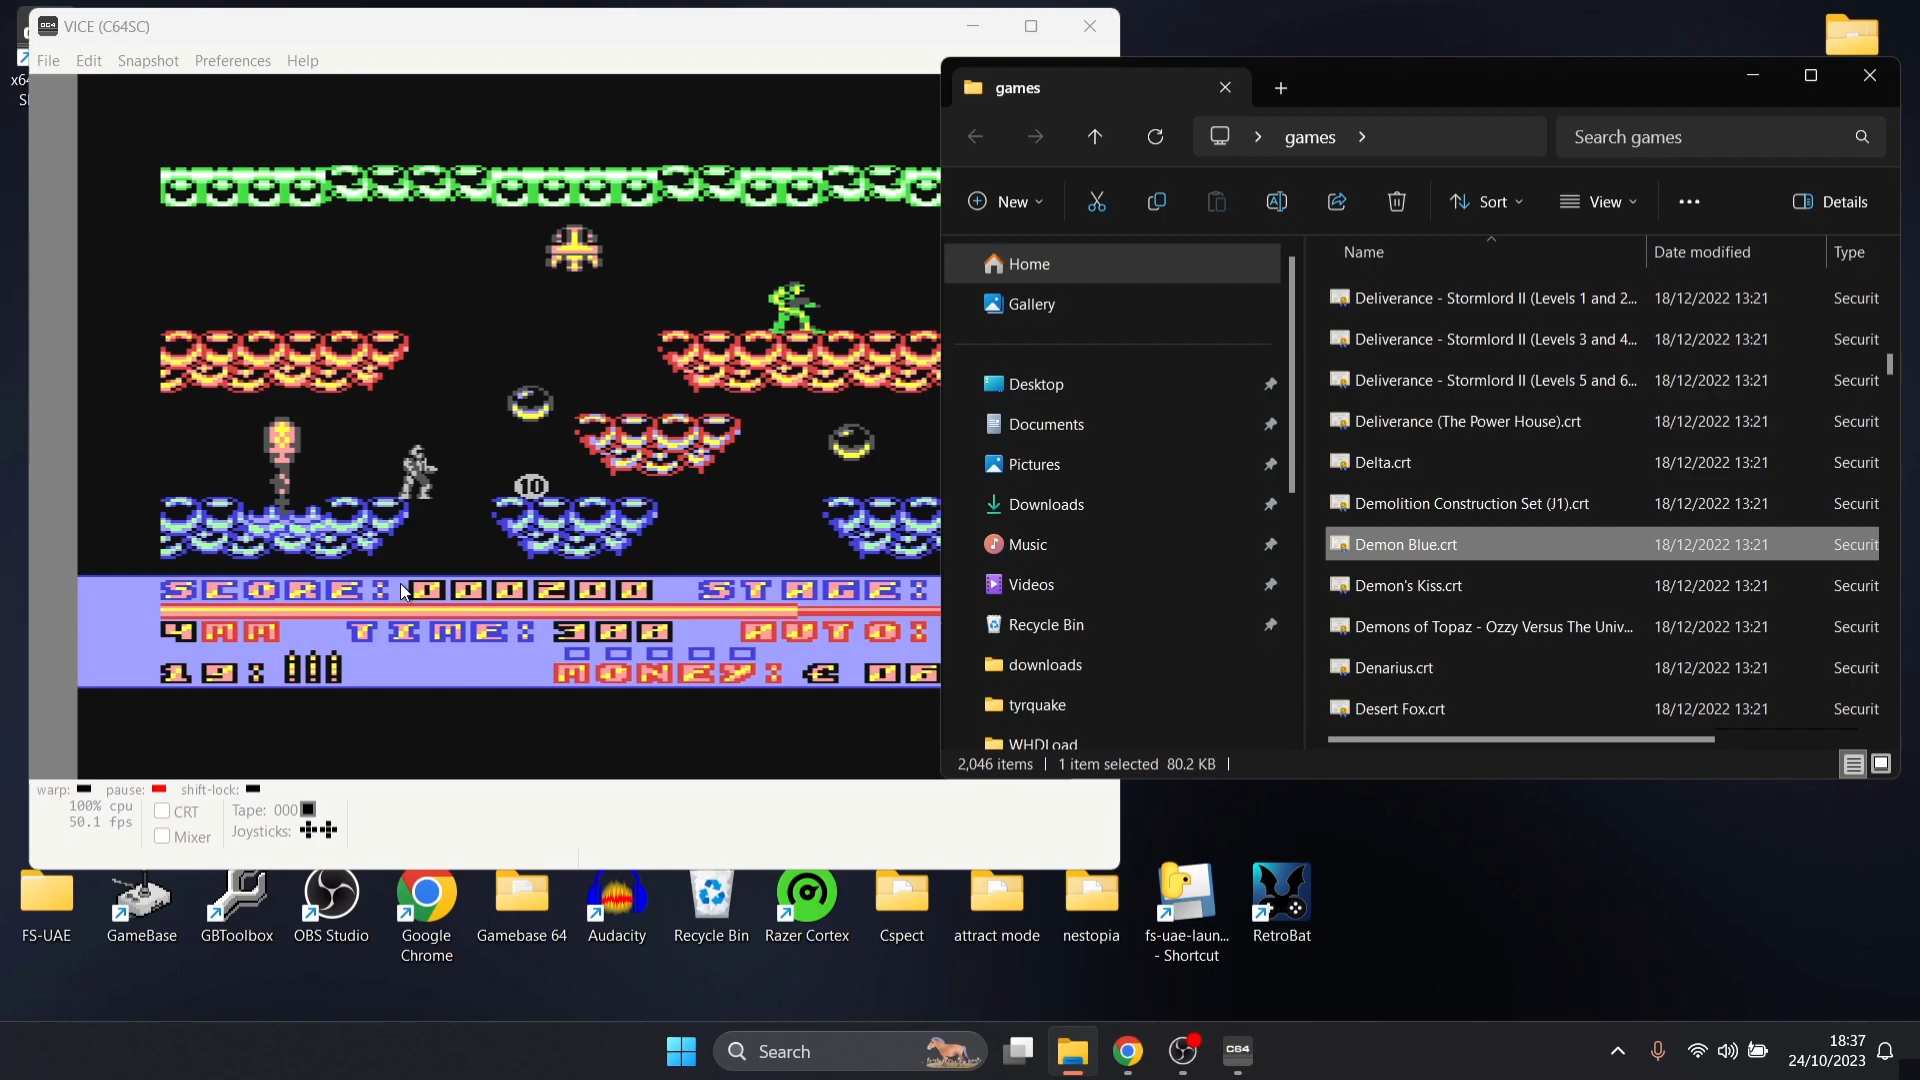 VICE (C64SC)
File Edit Snapshot Preferences Help
SCORE: 000200 STAGE:
4MM TIME: 388 AUTO:
19:
MONEY: € 06
10
warp: pause: shift-lock:
100% cpu
50.1 fps
CRT
Mixer
Tape: 000
Joysticks:
games
games
Search games
New
Sort
View
Details
Home
Gallery
Desktop
Documents
Pictures
Downloads
Music
Videos
Recycle Bin
downloads
tyrquake
WHDLoad
Name Date modified Type
Deliverance - Stormlord II (Levels 1 and 2... 18/12/2022 13:21 Securit
Deliverance - Stormlord II (Levels 3 and 4... 18/12/2022 13:21 Securit
Deliverance - Stormlord II (Levels 5 and 6... 18/12/2022 13:21 Securit
Deliverance (The Power House).crt 18/12/2022 13:21 Securit
Delta.crt 18/12/2022 13:21 Securit
Demolition Construction Set (J1).crt 18/12/2022 13:21 Securit
Demon Blue.crt 18/12/2022 13:21 Securit
Demon's Kiss.crt 18/12/2022 13:21 Securit
Demons of Topaz - Ozzy Versus The Univ... 18/12/2022 13:21 Securit
Denarius.crt 18/12/2022 13:21 Securit
Desert Fox.crt 18/12/2022 13:21 Securit
2,046 items 1 item selected 80.2 KB
FS-UAE
GameBase
GBToolbox
OBS Studio
Google
Chrome
Gamebase 64
Audacity
Recycle Bin
Razer Cortex
Cspect
attract mode
nestopia
fs-uae-laun...
- Shortcut
RetroBat
Search
C64
18:37
24/10/2023